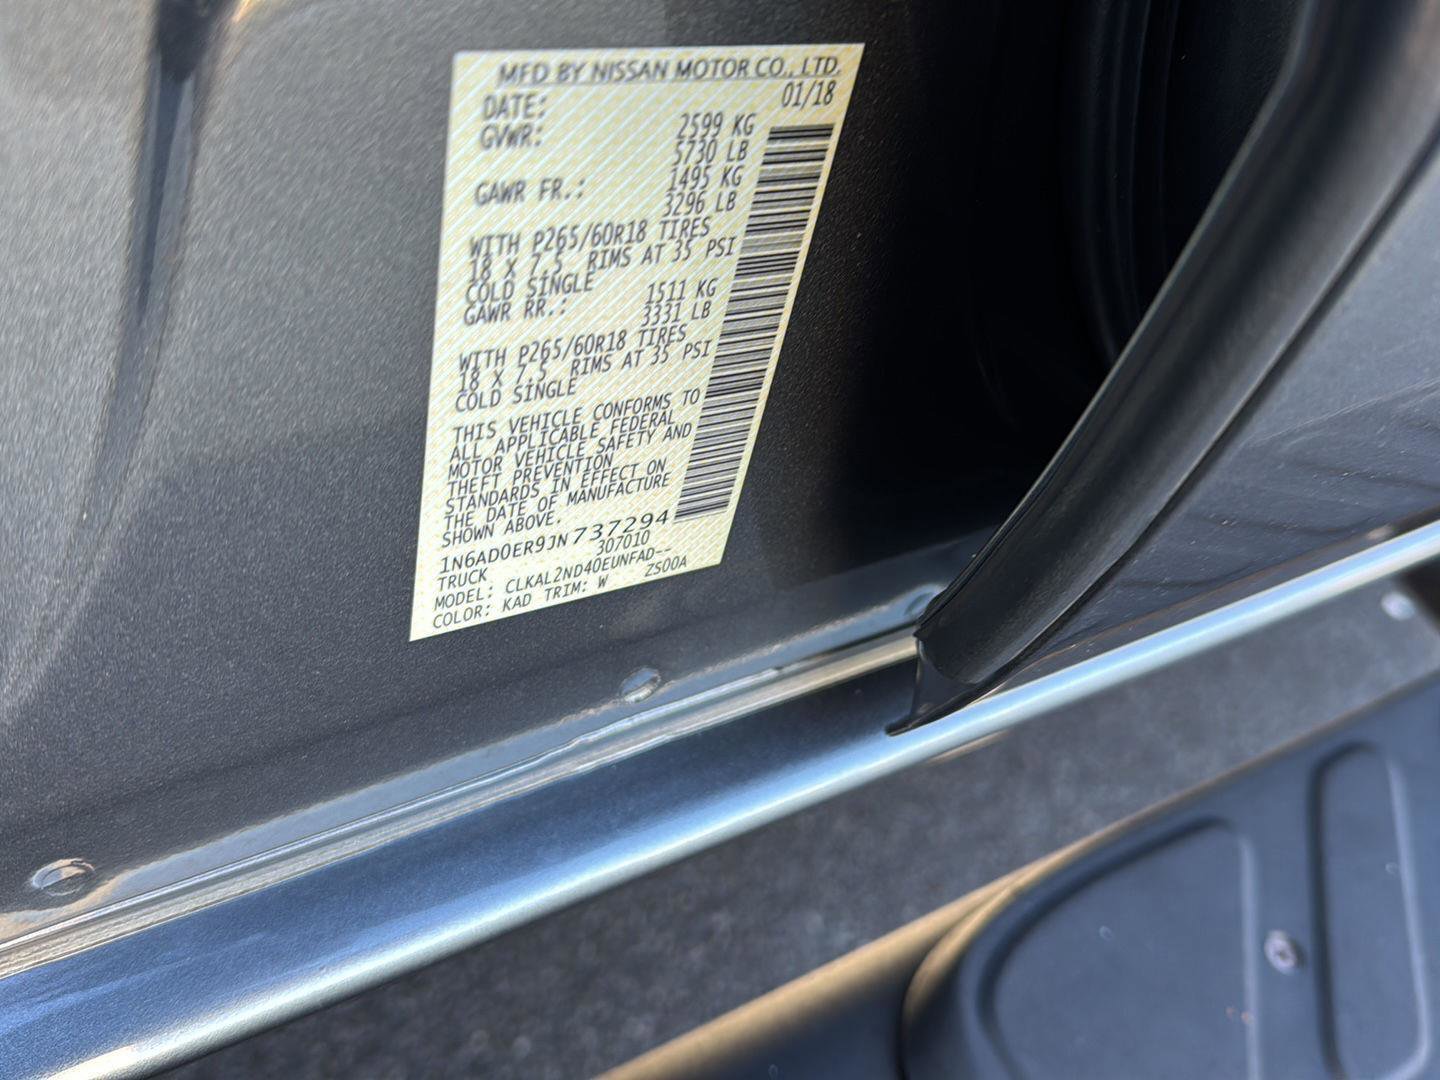 MFD BY NISSAN MOTOR CO., LTD.
DATE: 01/18
GVWR: 2599 KG
5730 LB
GAWR FR.: 1495 KG
3296 LB
WITH P265/60R18 TIRES
18 X 7.5 RIMS AT 35 PSI
COLD SINGLE
GAWR RR.: 1511 KG
3331 LB
WITH P265/60R18 TIRES
18 X 7.5 RIMS AT 35 PSI
COLD SINGLE
THIS VEHICLE CONFORMS TO
ALL APPLICABLE FEDERAL
MOTOR VEHICLE SAFETY AND
THEFT PREVENTION
STANDARDS IN EFFECT ON
THE DATE OF MANUFACTURE
SHOWN ABOVE.
1N6AD0ER9JN737294
TRUCK 307010
MODEL: CLKAL2ND40EUNFAD--
COLOR: KAD TRIM: W ZS00A